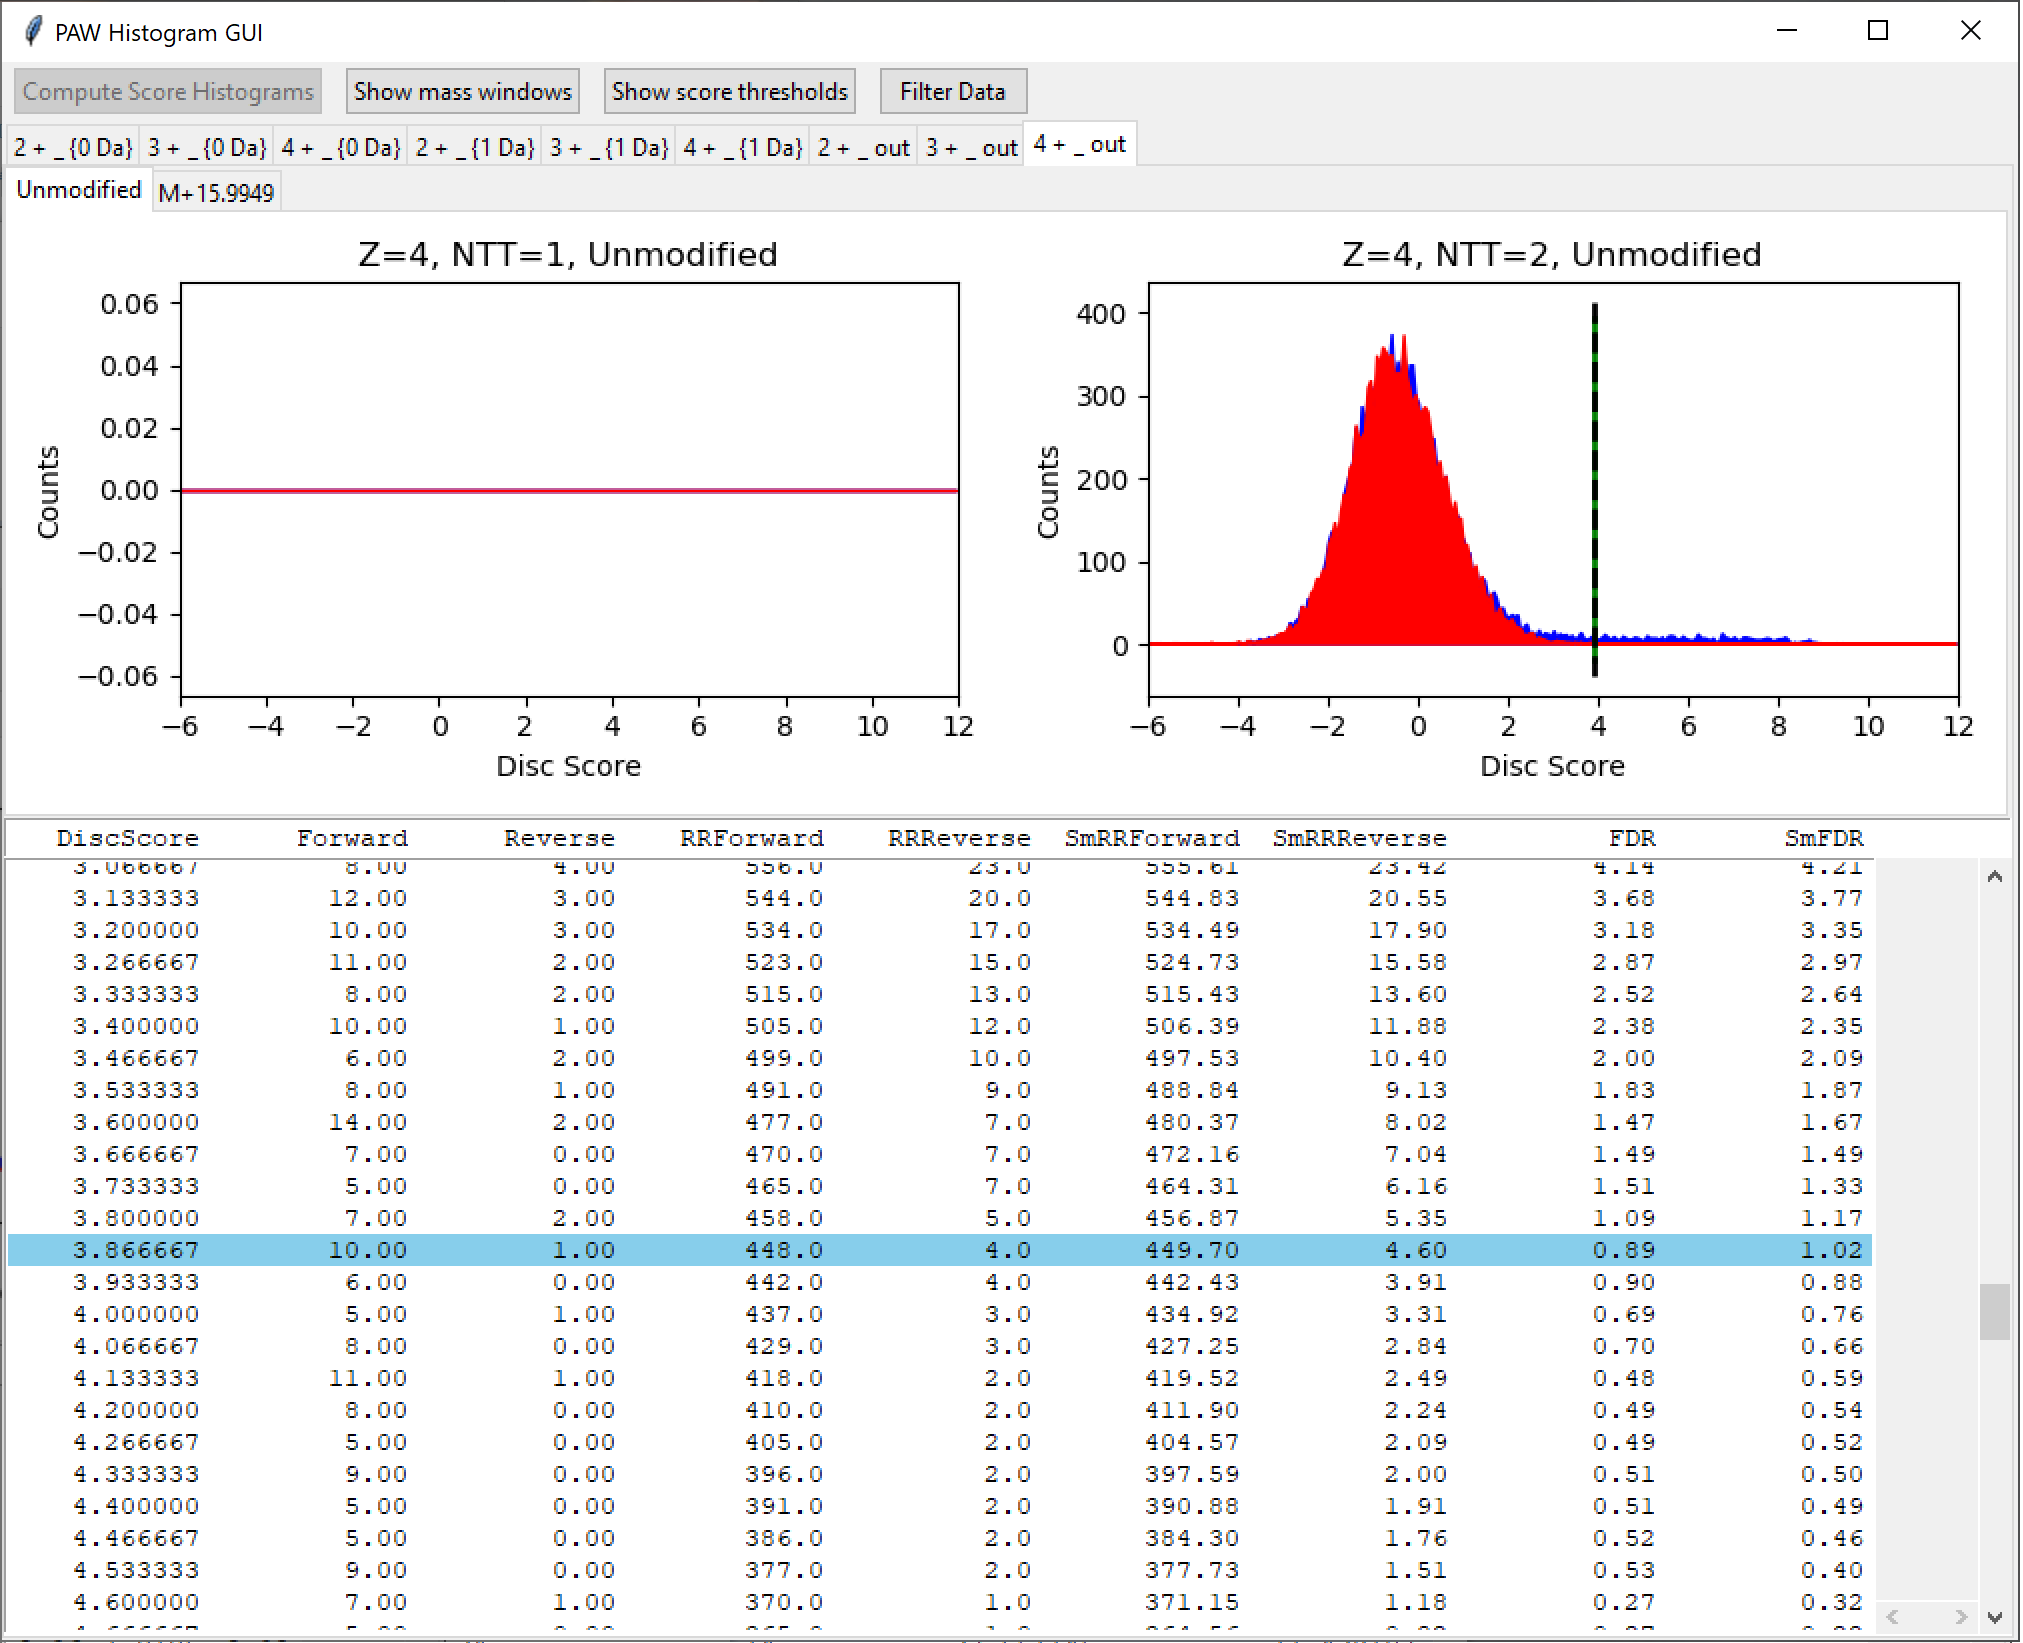 PAW Histogram GUI
Compute Score Histograms Show mass windows Show score thresholds Filter Data
2 + _ {0 Da} 3 + _ {0 Da} 4 + _ {0 Da} 2 + _ {1 Da} 3 + _ {1 Da} 4 + _ {1 Da} 2 + _ out 3 + _ out 4 + _ out
Unmodified M+15.9949
Z=4, NTT=1, Unmodified
0.06
0.04
0.02
0.00
−0.02
−0.04
−0.06
Counts
−6 −4 −2 0 2 4 6 8 10 12
Disc Score
Z=4, NTT=2, Unmodified
400
300
200
100
0
Counts
−6 −4 −2 0 2 4 6 8 10 12
Disc Score
DiscScore Forward Reverse RRForward RRReverse SmRRForward SmRRReverse FDR SmFDR
3.066667 8.00 4.00 556.0 23.0 555.61 23.42 4.14 4.21
3.133333 12.00 3.00 544.0 20.0 544.83 20.55 3.68 3.77
3.200000 10.00 3.00 534.0 17.0 534.49 17.90 3.18 3.35
3.266667 11.00 2.00 523.0 15.0 524.73 15.58 2.87 2.97
3.333333 8.00 2.00 515.0 13.0 515.43 13.60 2.52 2.64
3.400000 10.00 1.00 505.0 12.0 506.39 11.88 2.38 2.35
3.466667 6.00 2.00 499.0 10.0 497.53 10.40 2.00 2.09
3.533333 8.00 1.00 491.0 9.0 488.84 9.13 1.83 1.87
3.600000 14.00 2.00 477.0 7.0 480.37 8.02 1.47 1.67
3.666667 7.00 0.00 470.0 7.0 472.16 7.04 1.49 1.49
3.733333 5.00 0.00 465.0 7.0 464.31 6.16 1.51 1.33
3.800000 7.00 2.00 458.0 5.0 456.87 5.35 1.09 1.17
3.866667 10.00 1.00 448.0 4.0 449.70 4.60 0.89 1.02
3.933333 6.00 0.00 442.0 4.0 442.43 3.91 0.90 0.88
4.000000 5.00 1.00 437.0 3.0 434.92 3.31 0.69 0.76
4.066667 8.00 0.00 429.0 3.0 427.25 2.84 0.70 0.66
4.133333 11.00 1.00 418.0 2.0 419.52 2.49 0.48 0.59
4.200000 8.00 0.00 410.0 2.0 411.90 2.24 0.49 0.54
4.266667 5.00 0.00 405.0 2.0 404.57 2.09 0.49 0.52
4.333333 9.00 0.00 396.0 2.0 397.59 2.00 0.51 0.50
4.400000 5.00 0.00 391.0 2.0 390.88 1.91 0.51 0.49
4.466667 5.00 0.00 386.0 2.0 384.30 1.76 0.52 0.46
4.533333 9.00 0.00 377.0 2.0 377.73 1.51 0.53 0.40
4.600000 7.00 1.00 370.0 1.0 371.15 1.18 0.27 0.32